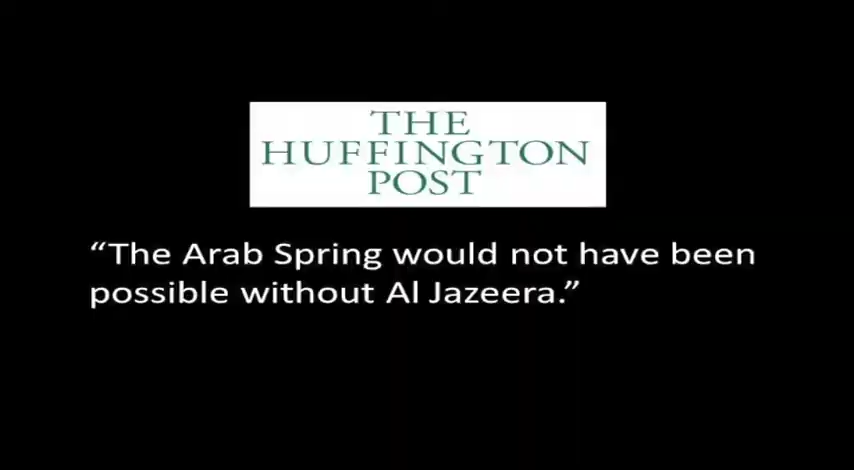 THE
HUFFINGTON
POST
“The Arab Spring would not have been
possible without Al Jazeera.”